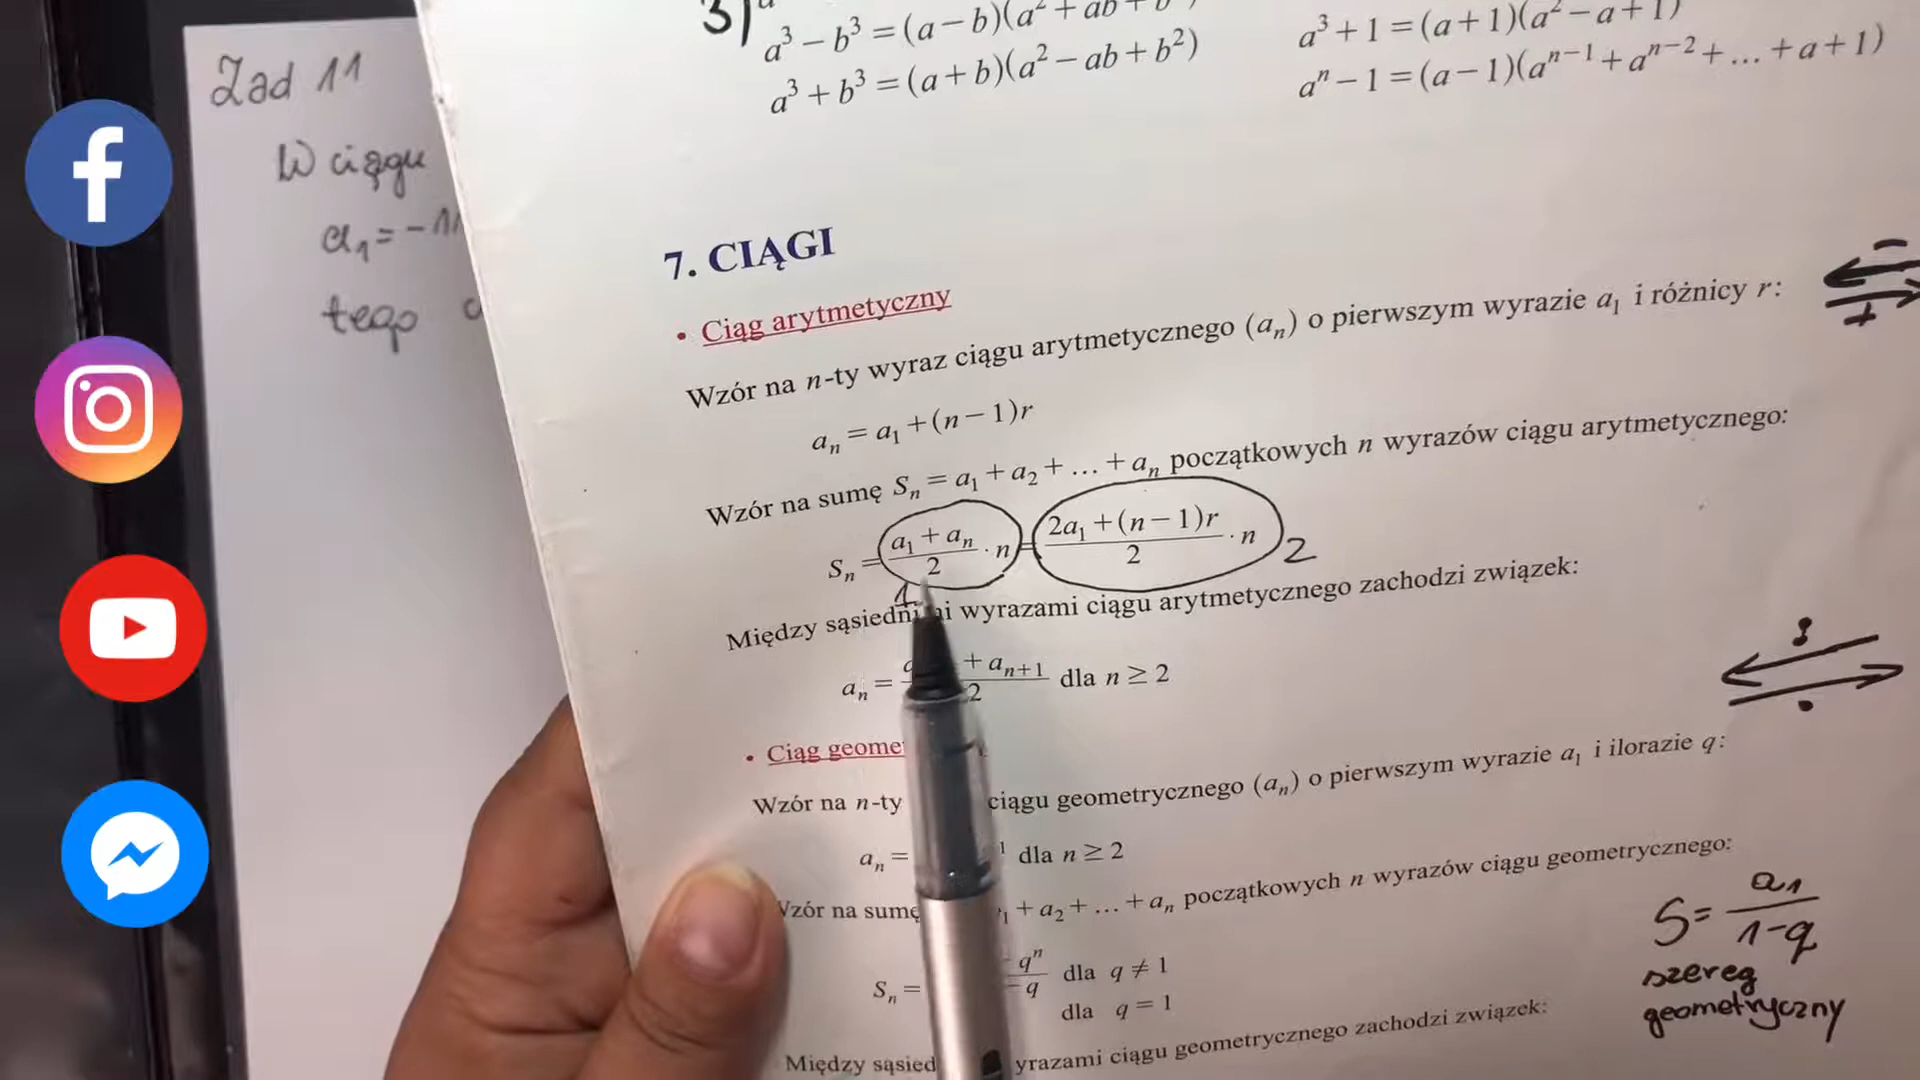 Zad 11
W ciągu
a₁ = -11
tego
3)
a³ − b³ = (a − b)(a² + ab + b²)
a³ + b³ = (a + b)(a² − ab + b²)
a³ + 1 = (a + 1)(a² − a + 1)
aⁿ − 1 = (a − 1)(aⁿ⁻¹ + aⁿ⁻² + ... + a + 1)
7. CIĄGI
• Ciąg arytmetyczny
Wzór na n-ty wyraz ciągu arytmetycznego (aₙ) o pierwszym wyrazie a₁ i różnicy r:
− +
aₙ = a₁ + (n − 1)r
Wzór na sumę Sₙ = a₁ + a₂ + ... + aₙ początkowych n wyrazów ciągu arytmetycznego:
Sₙ = (a₁ + aₙ)/2 · n = (2a₁ + (n − 1)r)/2 · n 2
1
Między sąsiednimi wyrazami ciągu arytmetycznego zachodzi związek:
aₙ = + aₙ₊₁ 2 dla n ≥ 2
: ·
• Ciąg geome
Wzór na n-ty ciągu geometrycznego (aₙ) o pierwszym wyrazie a₁ i ilorazie q:
aₙ = ¹ dla n ≥ 2
Wzór na sumę ₁ + a₂ + ... + aₙ początkowych n wyrazów ciągu geometrycznego:
Sₙ = qⁿ − q dla q ≠ 1
dla q = 1
S = a₁/(1 − q)
szereg
geometryczny
Między sąsied yrazami ciągu geometrycznego zachodzi związek: